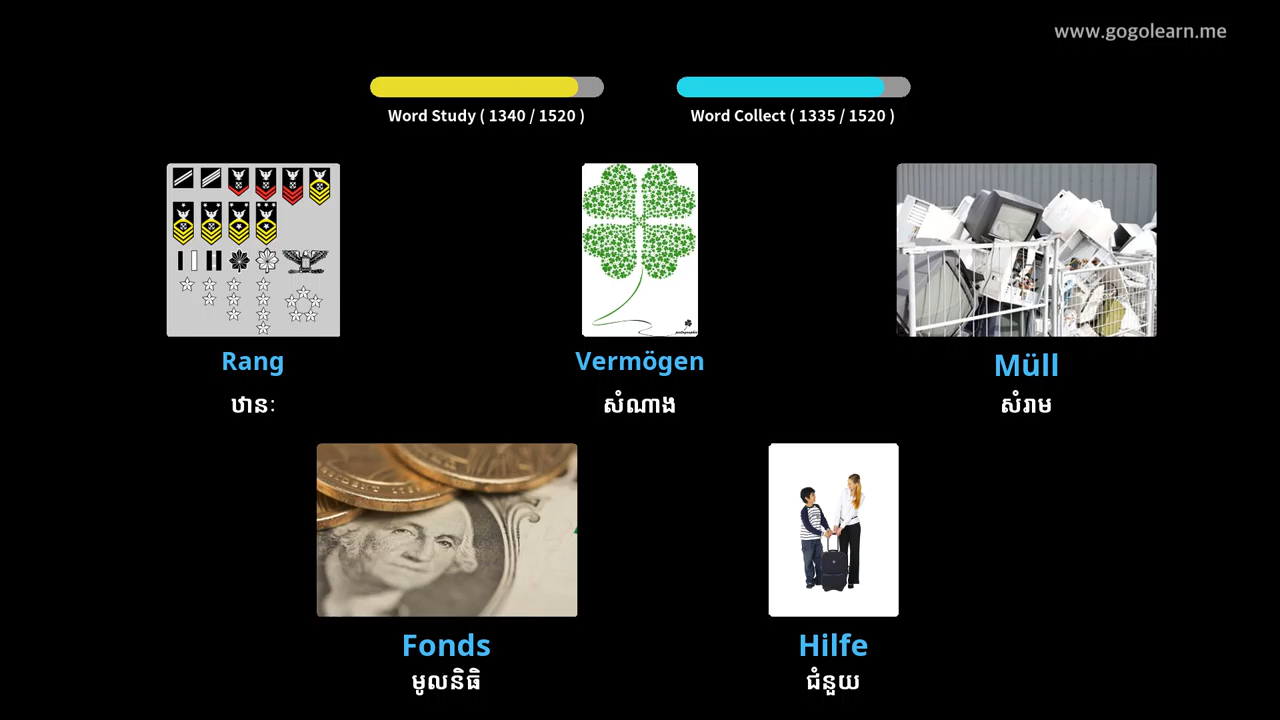 www.gogolearn.me
Word Study ( 1340 / 1520 )
Word Collect ( 1335 / 1520 )
Rang
Vermögen
Müll
ឋានៈ
សំណាង
សំរាម
Fonds
Hilfe
មូលនិធិ
ជំនួយ